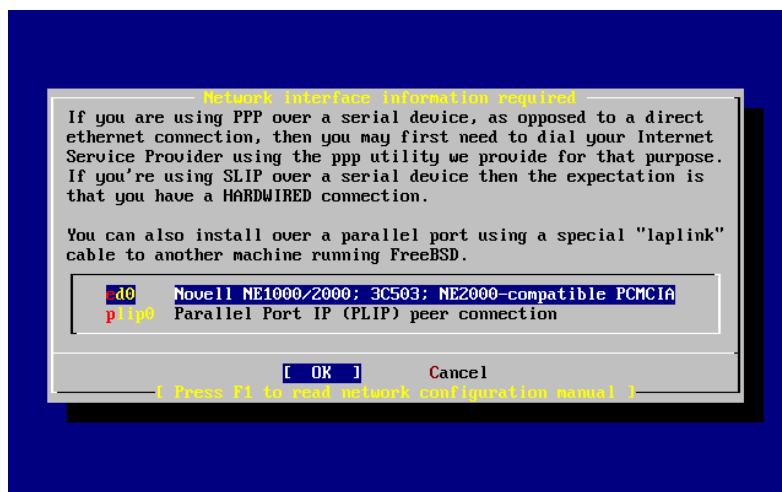 Network interface information required
If you are using PPP over a serial device, as opposed to a direct
ethernet connection, then you may first need to dial your Internet
Service Provider using the ppp utility we provide for that purpose.
If you're using SLIP over a serial device then the expectation is
that you have a HARDWIRED connection.
You can also install over a parallel port using a special "laplink"
cable to another machine running FreeBSD.
ed0 Novell NE1000/2000; 3C503; NE2000-compatible PCMCIA
plip0 Parallel Port IP (PLIP) peer connection
[ OK ] Cancel
[ Press F1 to read network configuration manual ]